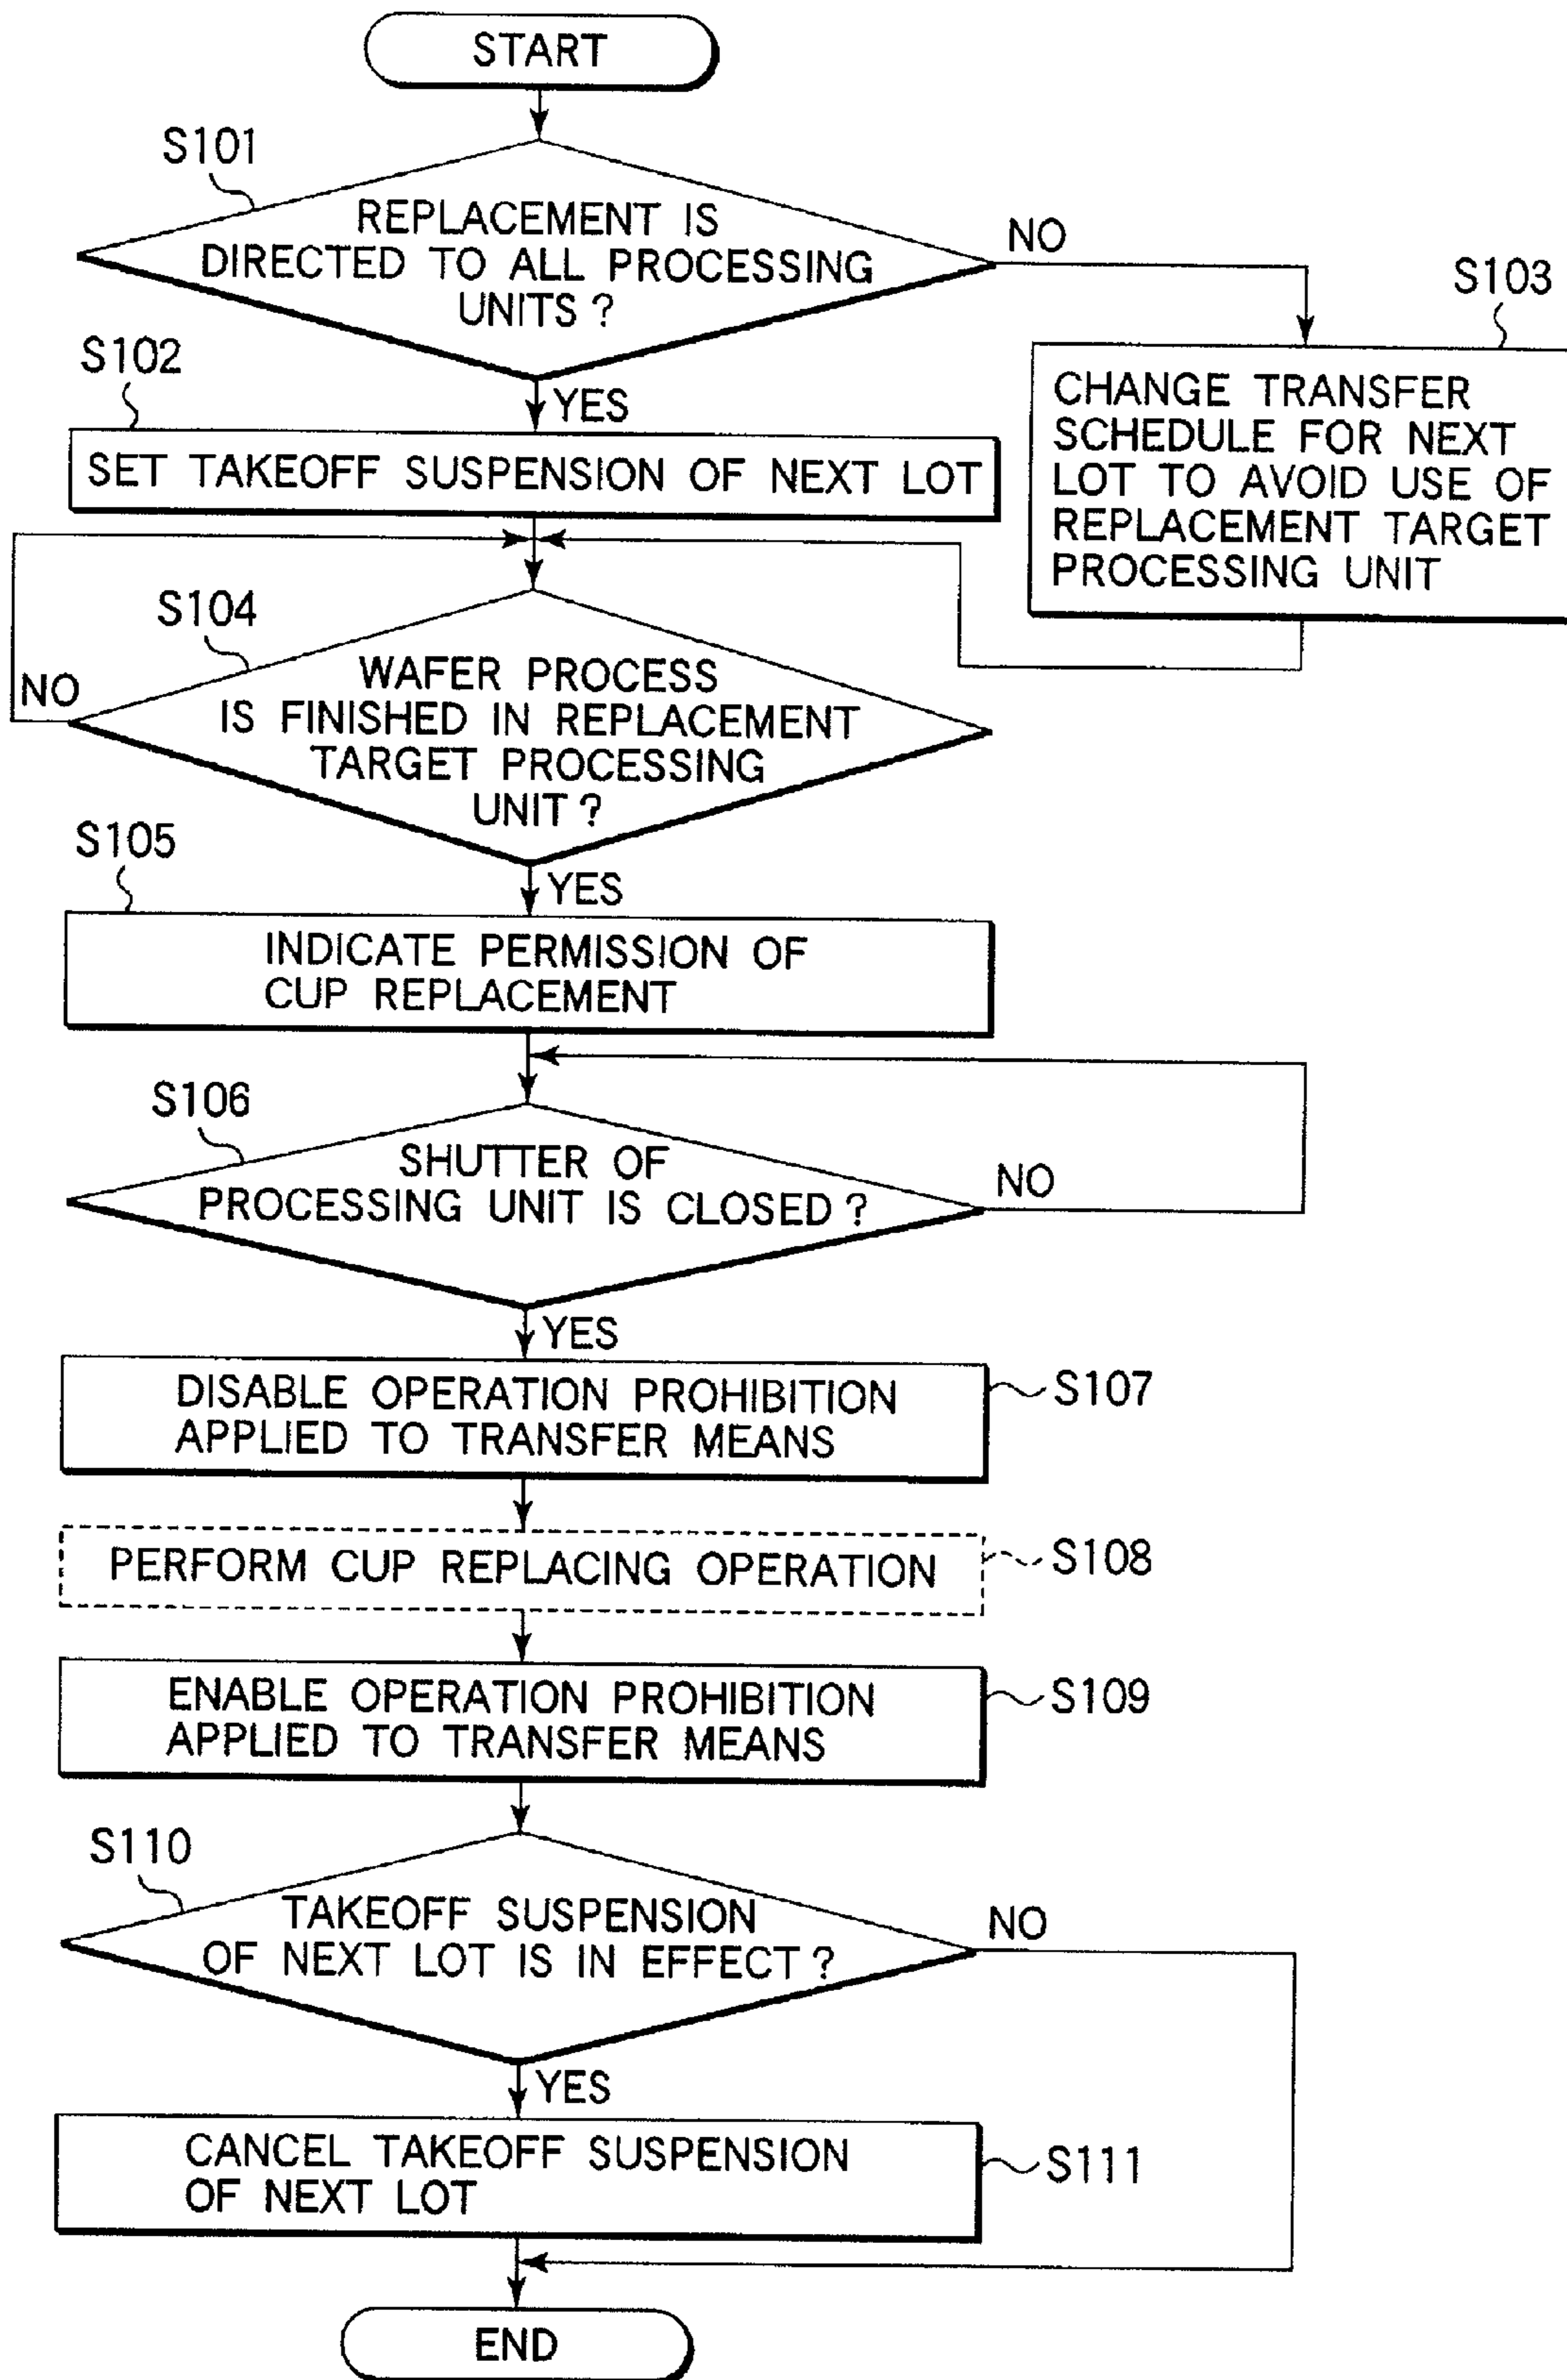 START
S101
REPLACEMENT IS
DIRECTED TO ALL PROCESSING
UNITS?
NO
S103
CHANGE TRANSFER
SCHEDULE FOR NEXT
LOT TO AVOID USE OF
REPLACEMENT TARGET
PROCESSING UNIT
YES
S102
SET TAKEOFF SUSPENSION OF NEXT LOT
S104
WAFER PROCESS
IS FINISHED IN REPLACEMENT
TARGET PROCESSING
UNIT?
NO
YES
S105
INDICATE PERMISSION OF
CUP REPLACEMENT
S106
SHUTTER OF
PROCESSING UNIT IS CLOSED?
NO
YES
DISABLE OPERATION PROHIBITION
APPLIED TO TRANSFER MEANS
S107
PERFORM CUP REPLACING OPERATION
S108
ENABLE OPERATION PROHIBITION
APPLIED TO TRANSFER MEANS
S109
S110
TAKEOFF SUSPENSION
OF NEXT LOT IS IN EFFECT?
NO
YES
CANCEL TAKEOFF SUSPENSION
OF NEXT LOT
S111
END